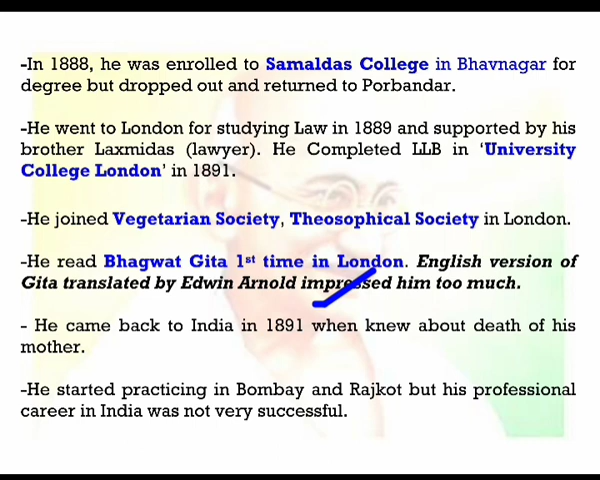 -In 1888, he was enrolled to Samaldas College in Bhavnagar for
degree but dropped out and returned to Porbandar.
-He went to London for studying Law in 1889 and supported by his
brother Laxmidas (lawyer). He Completed LLB in ‘University
College London’ in 1891.
-He joined Vegetarian Society, Theosophical Society in London.
-He read Bhagwat Gita 1st time in London. English version of
Gita translated by Edwin Arnold impressed him too much.
- He came back to India in 1891 when knew about death of his
mother.
-He started practicing in Bombay and Rajkot but his professional
career in India was not very successful.